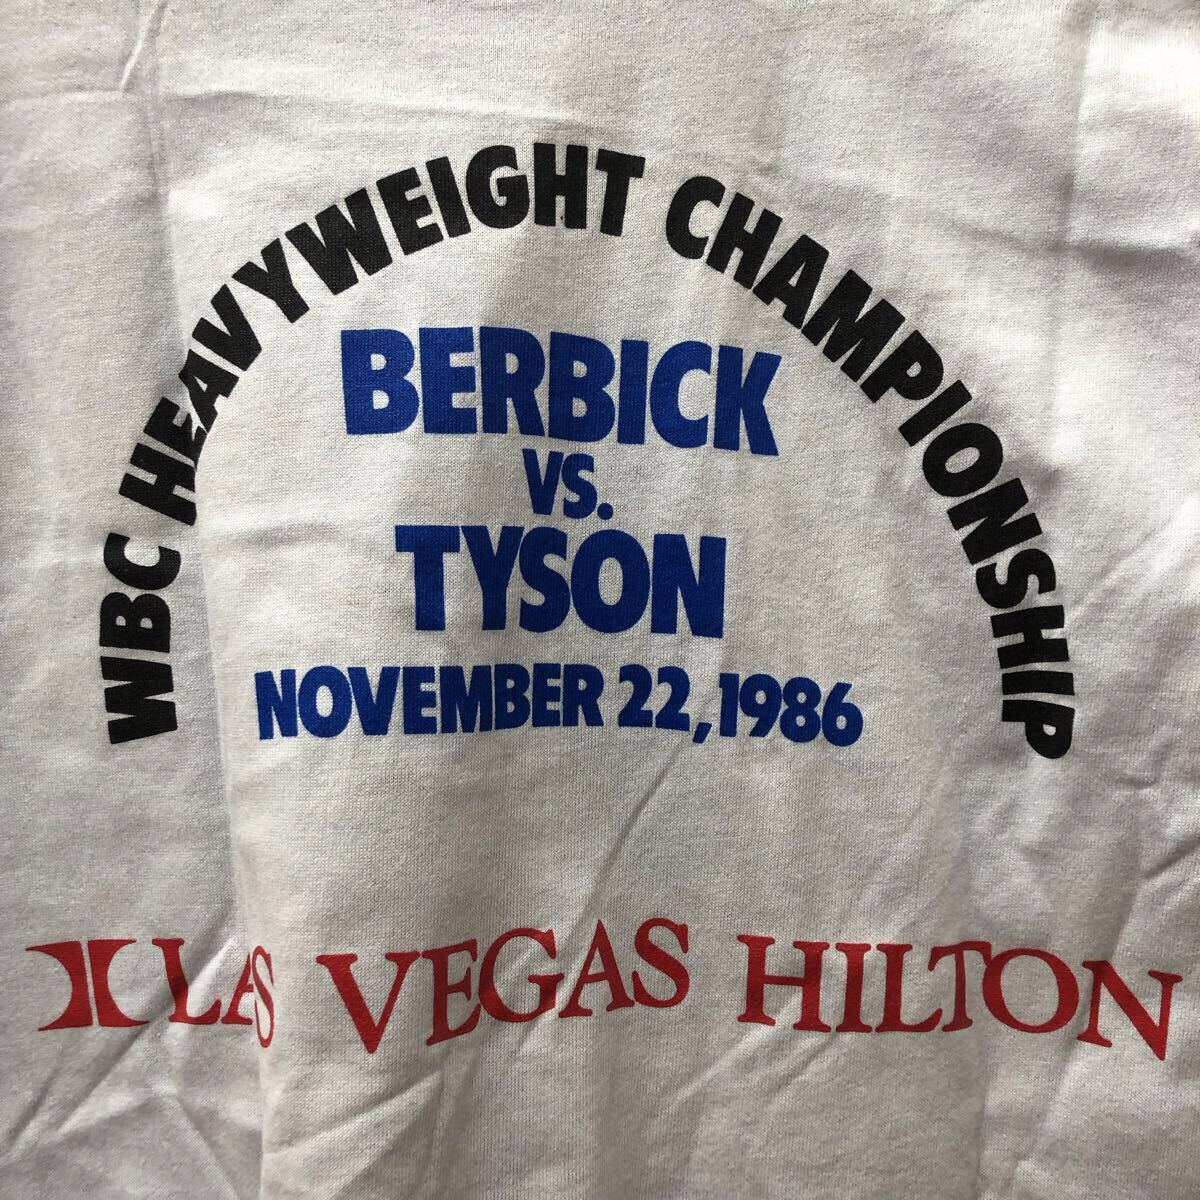 WBC HEAVYWEIGHT CHAMPIONSHIP
BERBICK
VS.
TYSON
NOVEMBER 22, 1986
LAS VEGAS HILTON